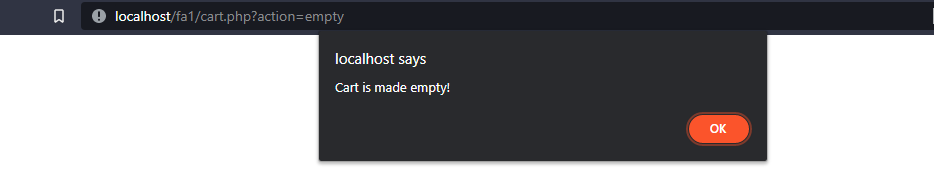 localhost/fa1/cart.php?action=empty
localhost says
Cart is made empty!
OK